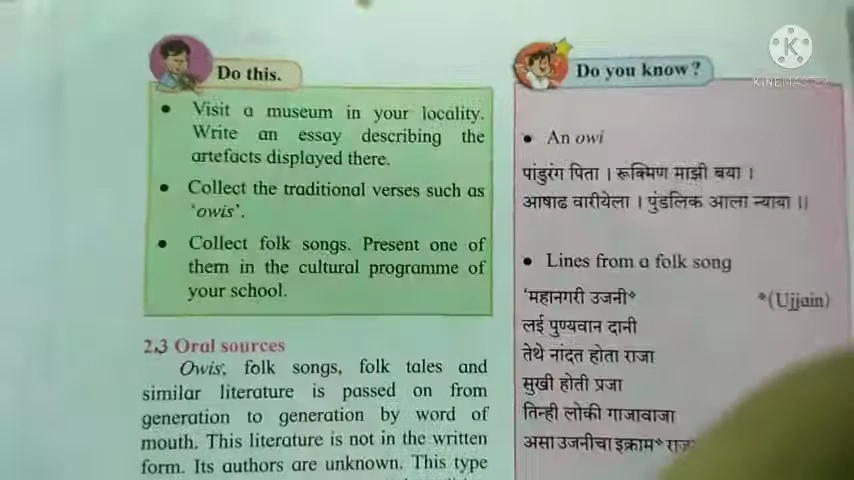 Do this.
• Visit a museum in your locality.
Write an essay describing the
artefacts displayed there.
• Collect the traditional verses such as
‘owis’.
• Collect folk songs. Present one of
them in the cultural programme of
your school.
2.3 Oral sources
Owis, folk songs, folk tales and
similar literature is passed on from
generation to generation by word of
mouth. This literature is not in the written
form. Its authors are unknown. This type
Do you know?
• An owi
पांडुरंग पिता । रूक्मिण माझी बया ।
आषाढ वारीयेला । पुंडलिक आला न्याया ।।
• Lines from a folk song
‘महानगरी उजनी* *(Ujjain)
लई पुण्यवान दानी
तेथे नांदत होता राजा
सुखी होती प्रजा
तिन्ही लोकी गाजावाजा
असा उजनीचा इक्राम*
KINEMASTER